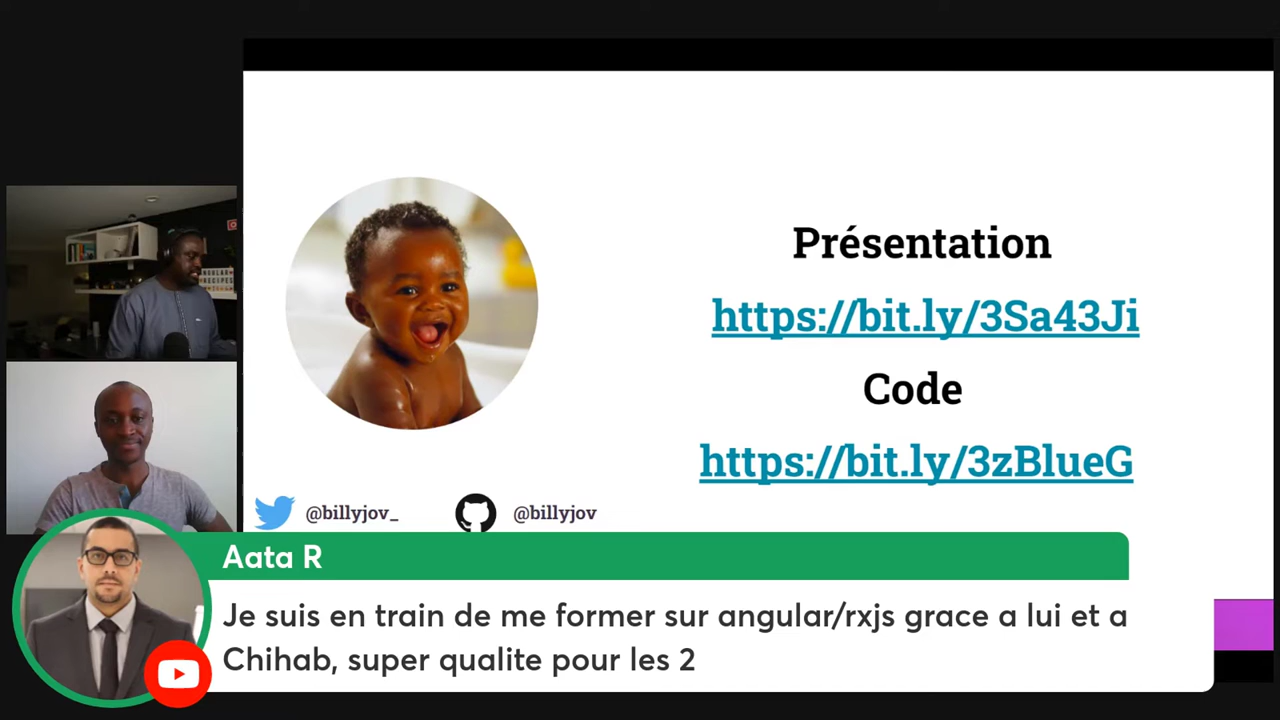 Présentation
https://bit.ly/3Sa43Ji
Code
https://bit.ly/3zBlueG
@billyjov_ @billyjov
Aata R
Je suis en train de me former sur angular/rxjs grace a lui et a
Chihab, super qualite pour les 2